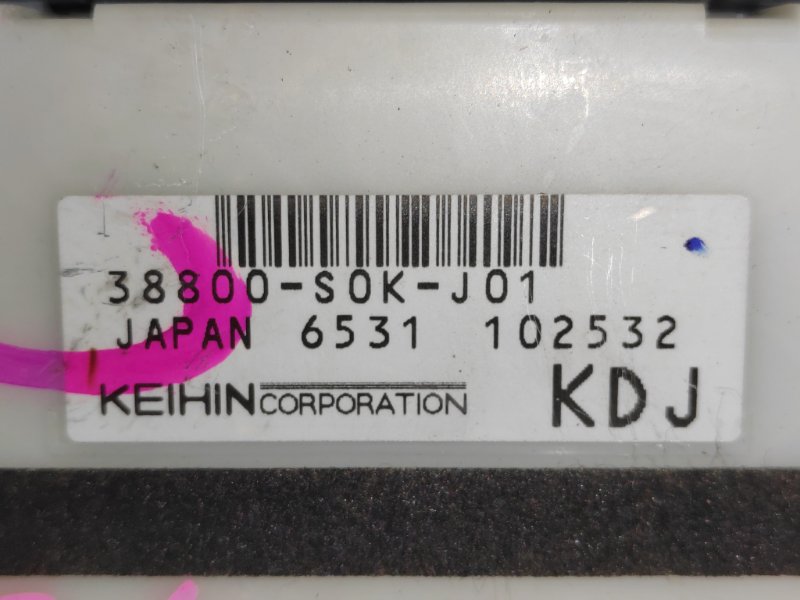 38800-S0K-J01
JAPAN 6531 102532
KEIHIN CORPORATION KDJ